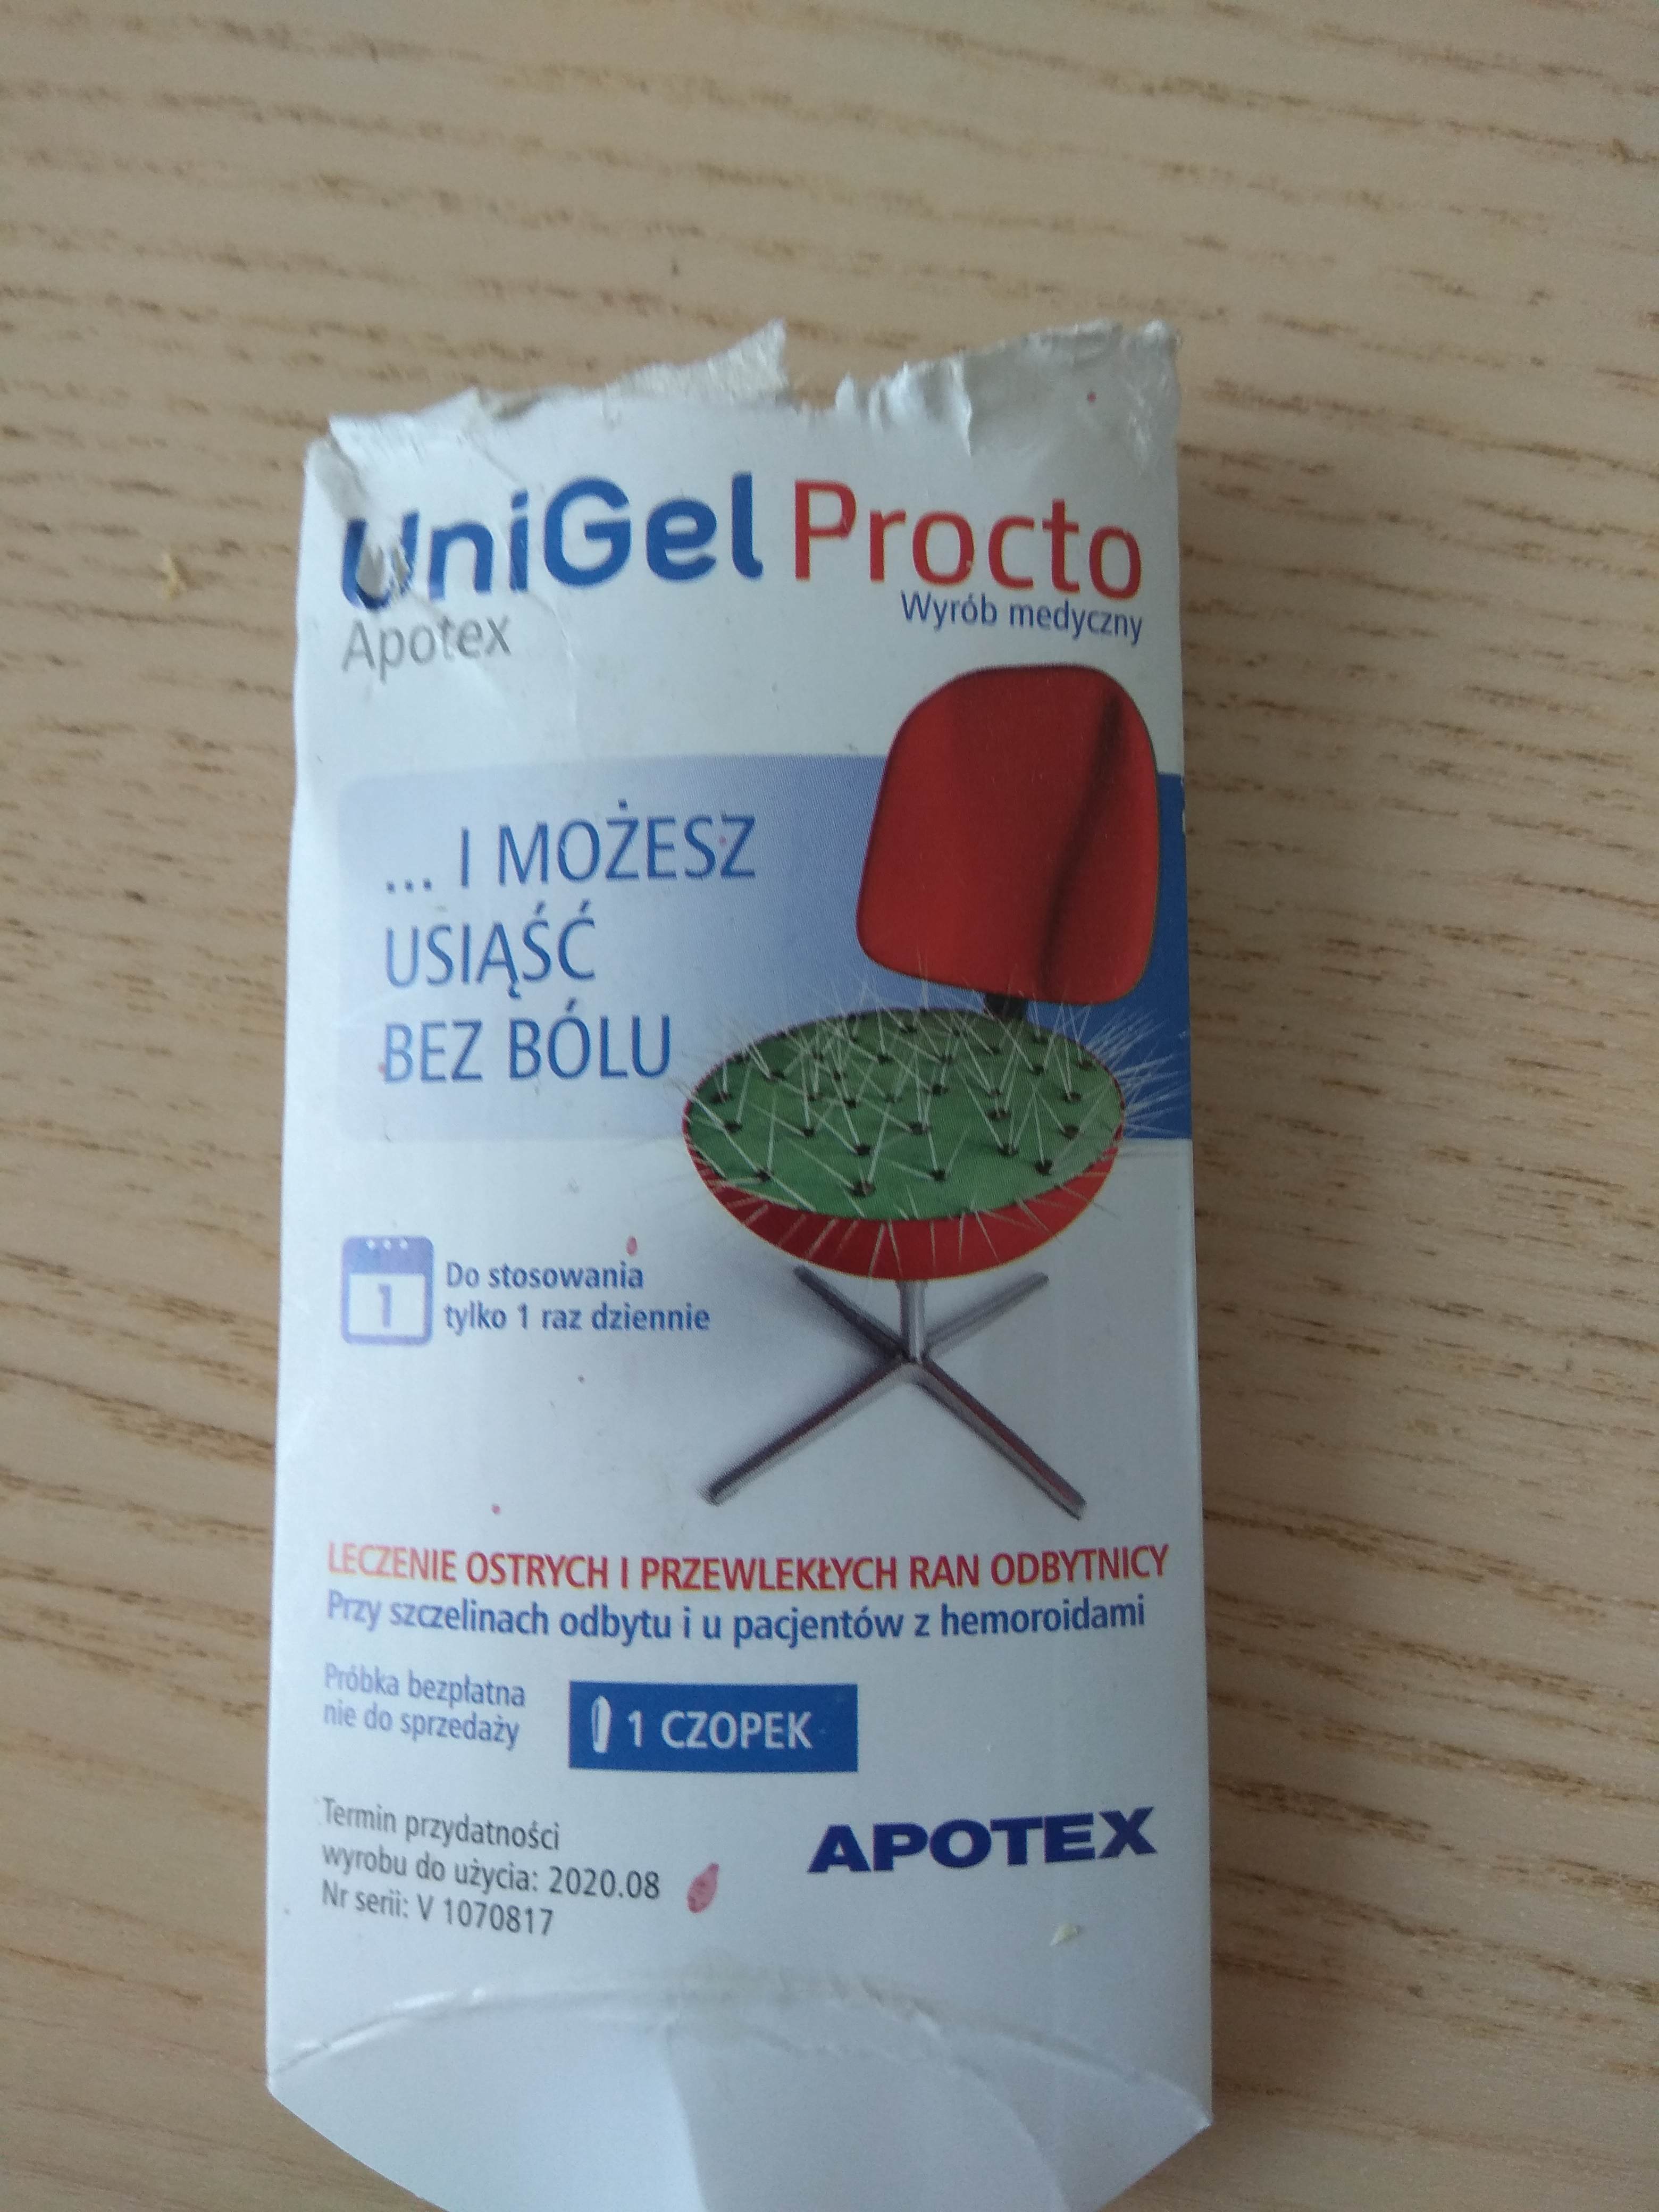 UniGel Procto
Apotex
Wyrób medyczny
... I MOŻESZ
USIĄŚĆ
BEZ BÓLU
1
Do stosowania
tylko 1 raz dziennie
LECZENIE OSTRYCH I PRZEWLEKŁYCH RAN ODBYTNICY
Przy szczelinach odbytu i u pacjentów z hemoroidami
Próbka bezpłatna
nie do sprzedaży
1 CZOPEK
Termin przydatności
wyrobu do użycia: 2020.08
Nr serii: V 1070817
APOTEX